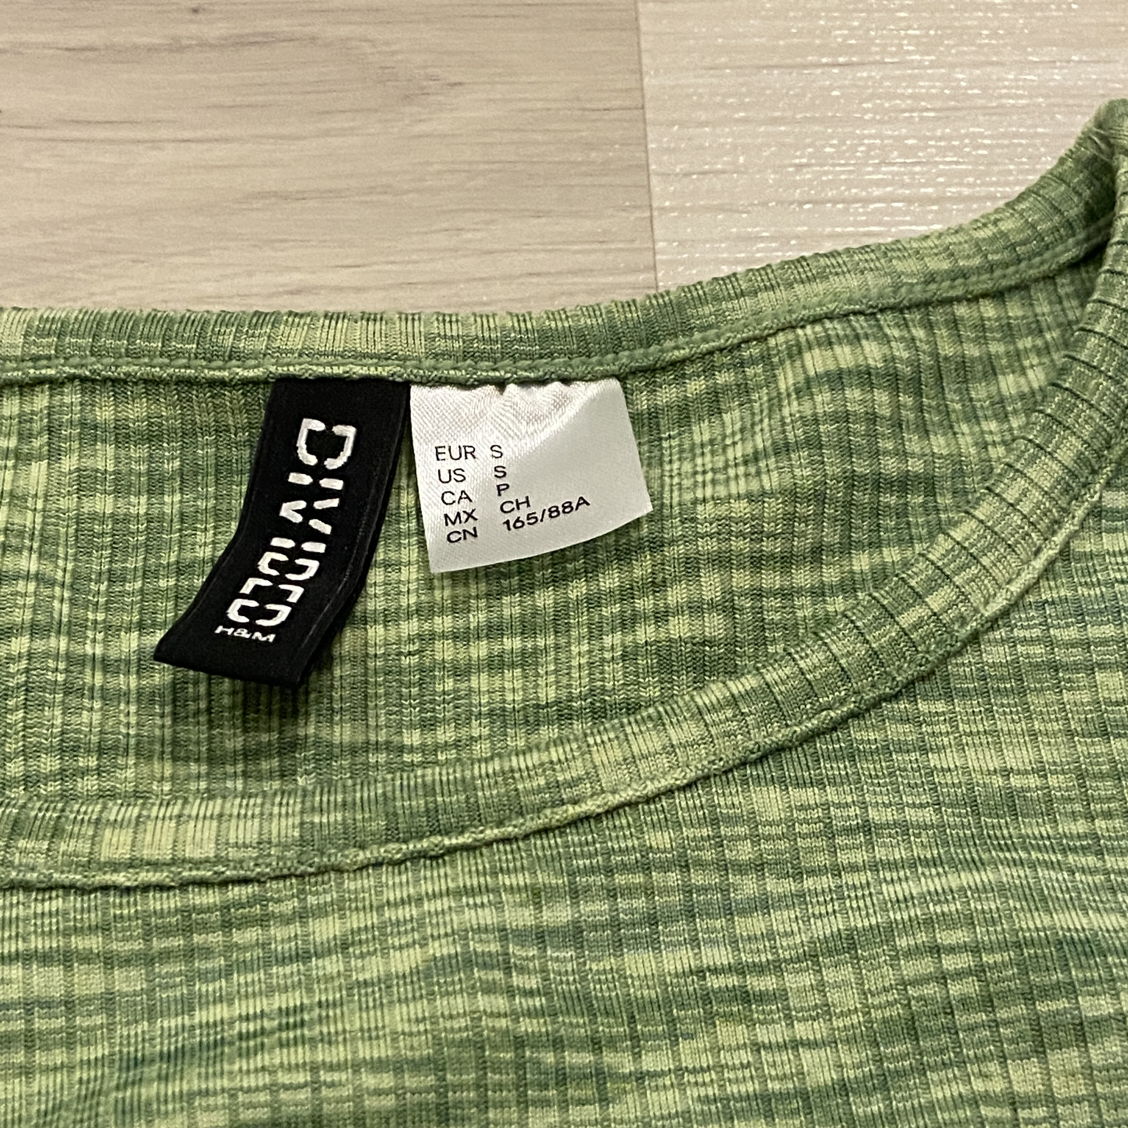 DIVIDED
H&M
EUR S
US S
CA P
MX CH
CN 165/88A